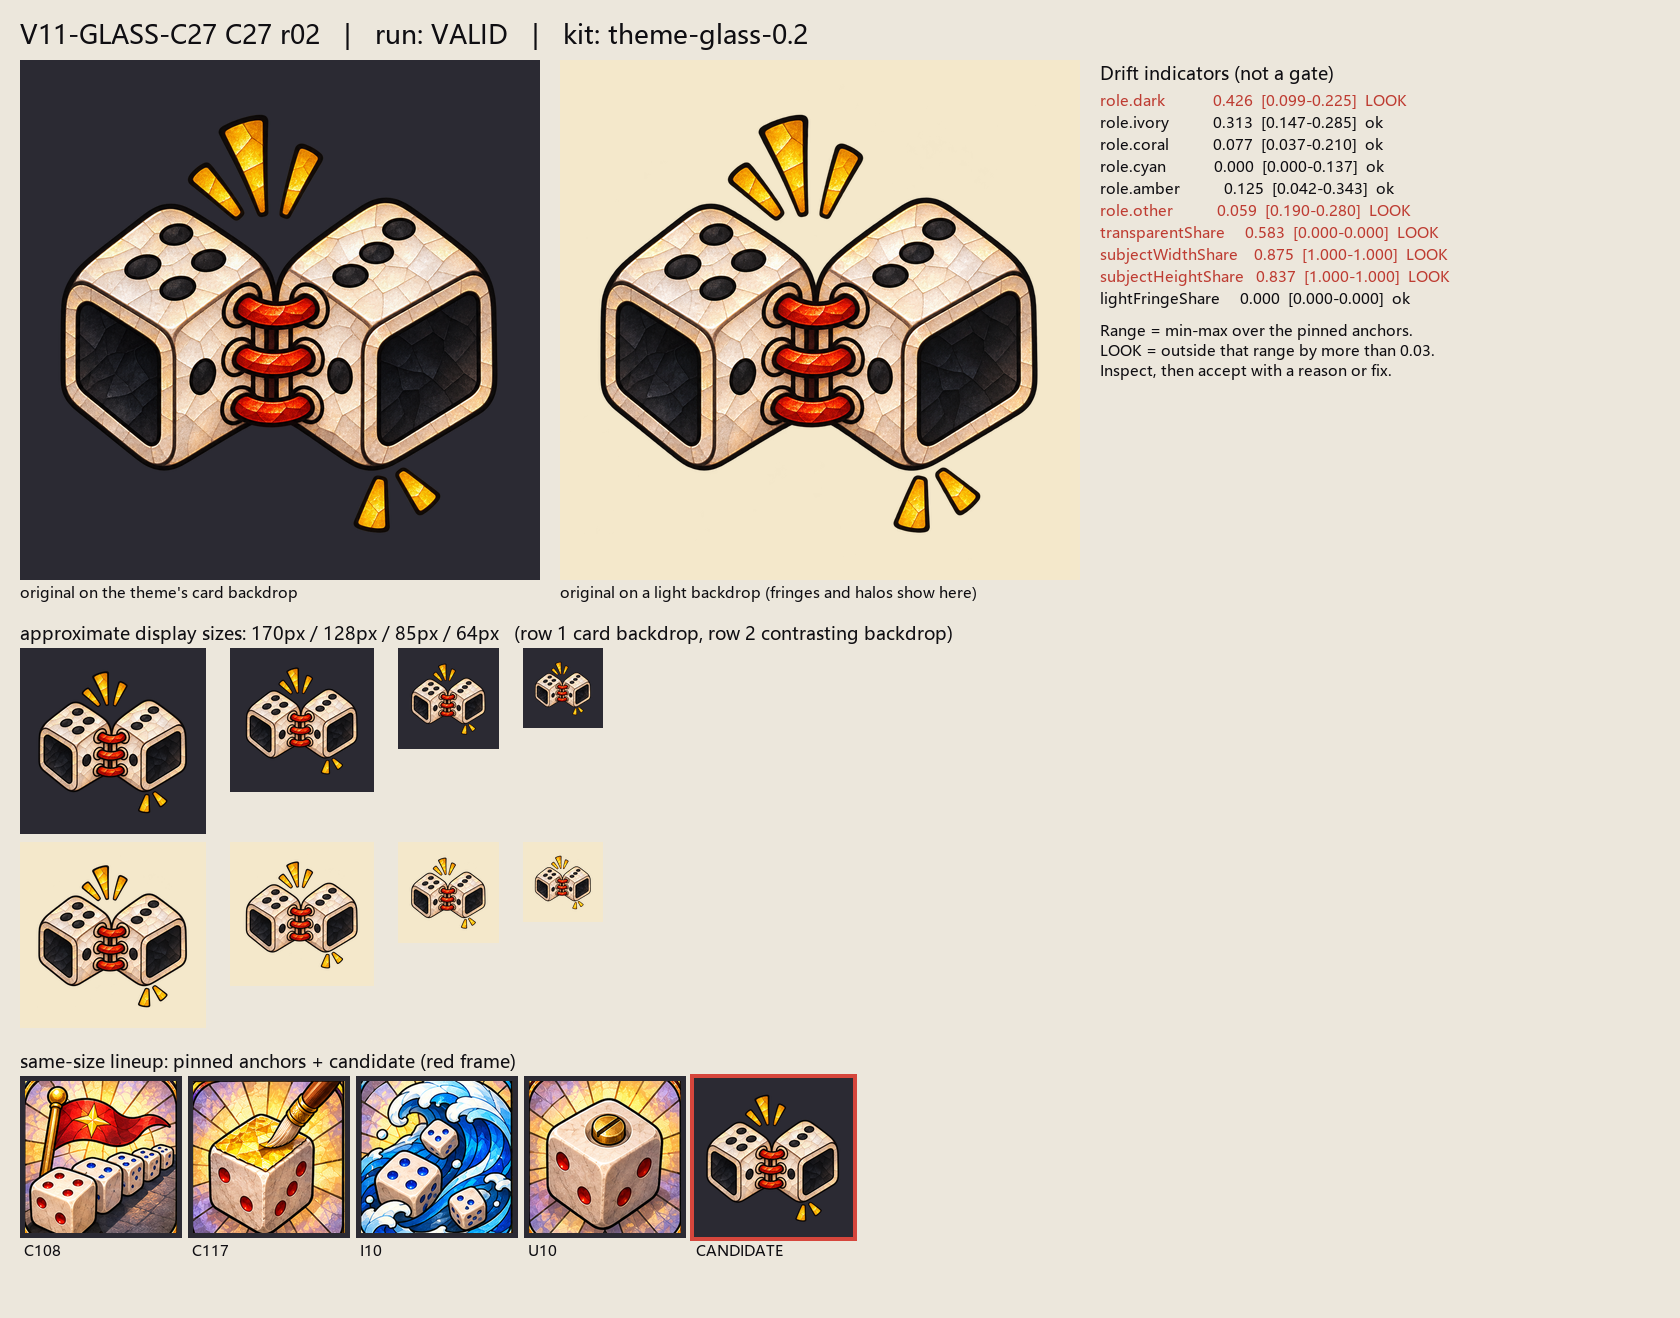 V11-GLASS-C27 C27 r02 | run: VALID | kit: theme-glass-0.2
Drift indicators (not a gate)
role.dark 0.426 [0.099-0.225] LOOK
role.ivory 0.313 [0.147-0.285] ok
role.coral 0.077 [0.037-0.210] ok
role.cyan 0.000 [0.000-0.137] ok
role.amber 0.125 [0.042-0.343] ok
role.other 0.059 [0.190-0.280] LOOK
transparentShare 0.583 [0.000-0.000] LOOK
subjectWidthShare 0.875 [1.000-1.000] LOOK
subjectHeightShare 0.837 [1.000-1.000] LOOK
lightFringeShare 0.000 [0.000-0.000] ok
Range = min-max over the pinned anchors.
LOOK = outside that range by more than 0.03.
Inspect, then accept with a reason or fix.
original on the theme's card backdrop
original on a light backdrop (fringes and halos show here)
approximate display sizes: 170px / 128px / 85px / 64px (row 1 card backdrop, row 2 contrasting backdrop)
same-size lineup: pinned anchors + candidate (red frame)
C108
C117
I10
U10
CANDIDATE